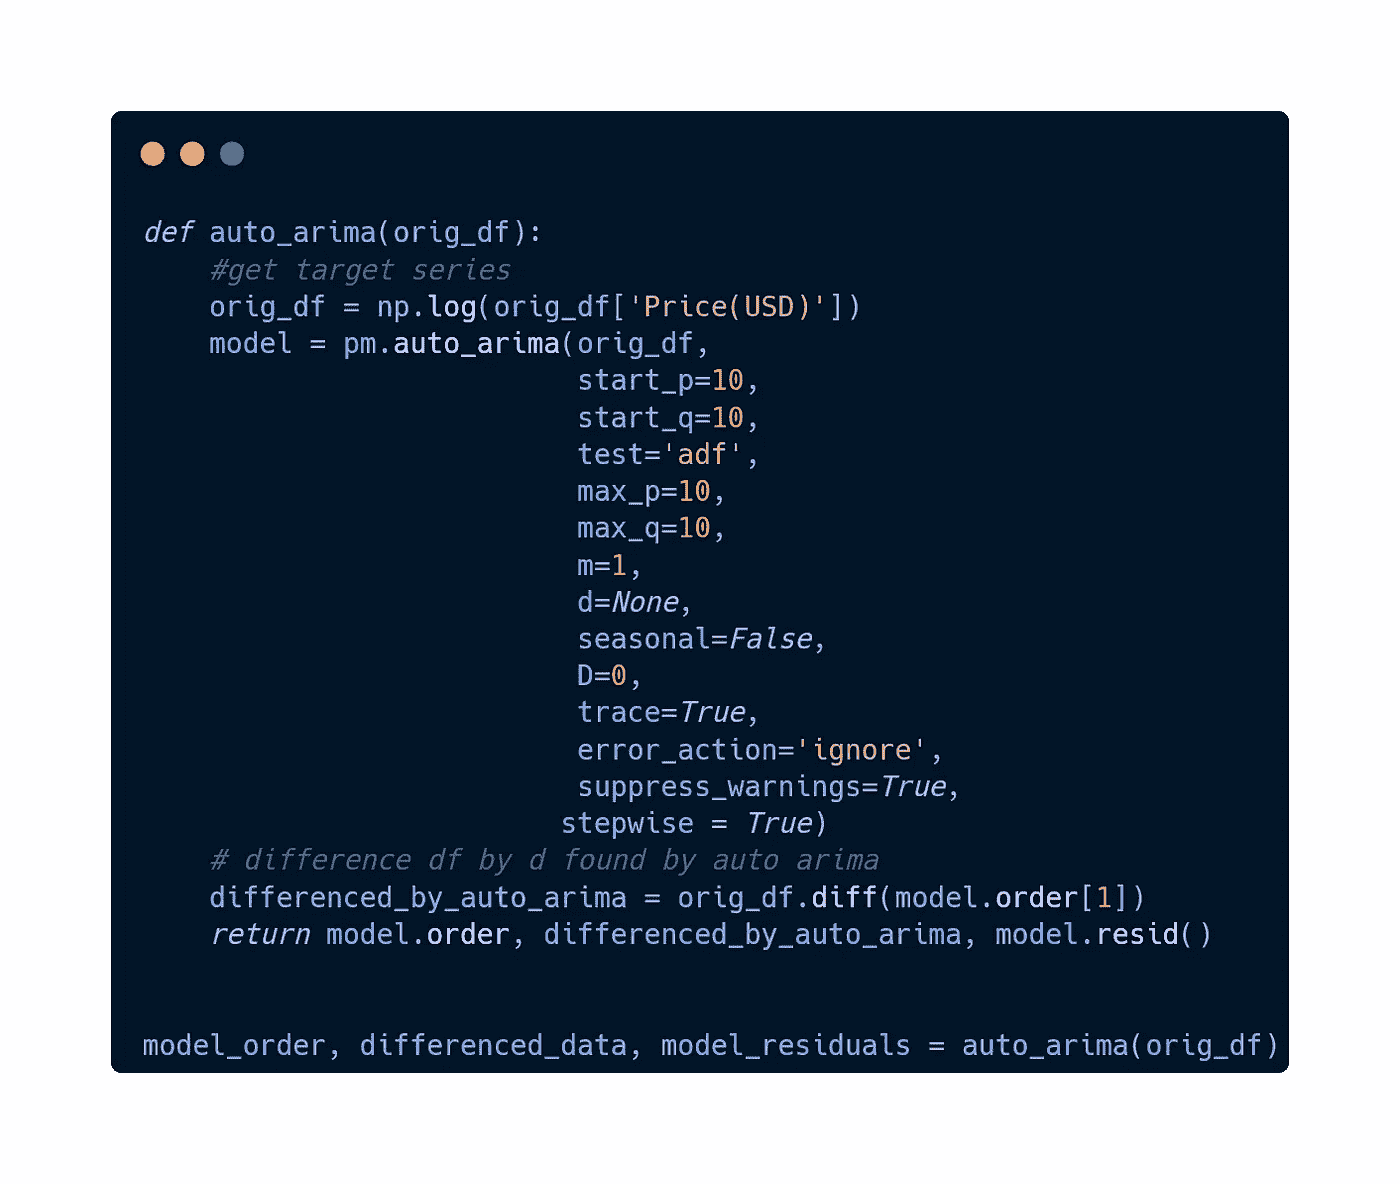 def auto_arima(orig_df):
    #get target series
    orig_df = np.log(orig_df['Price(USD)'])
    model = pm.auto_arima(orig_df,
                          start_p=10,
                          start_q=10,
                          test='adf',
                          max_p=10,
                          max_q=10,
                          m=1,
                          d=None,
                          seasonal=False,
                          D=0,
                          trace=True,
                          error_action='ignore',
                          suppress_warnings=True,
                         stepwise = True)
    # difference df by d found by auto arima
    differenced_by_auto_arima = orig_df.diff(model.order[1])
    return model.order, differenced_by_auto_arima, model.resid()
model_order, differenced_data, model_residuals = auto_arima(orig_df)